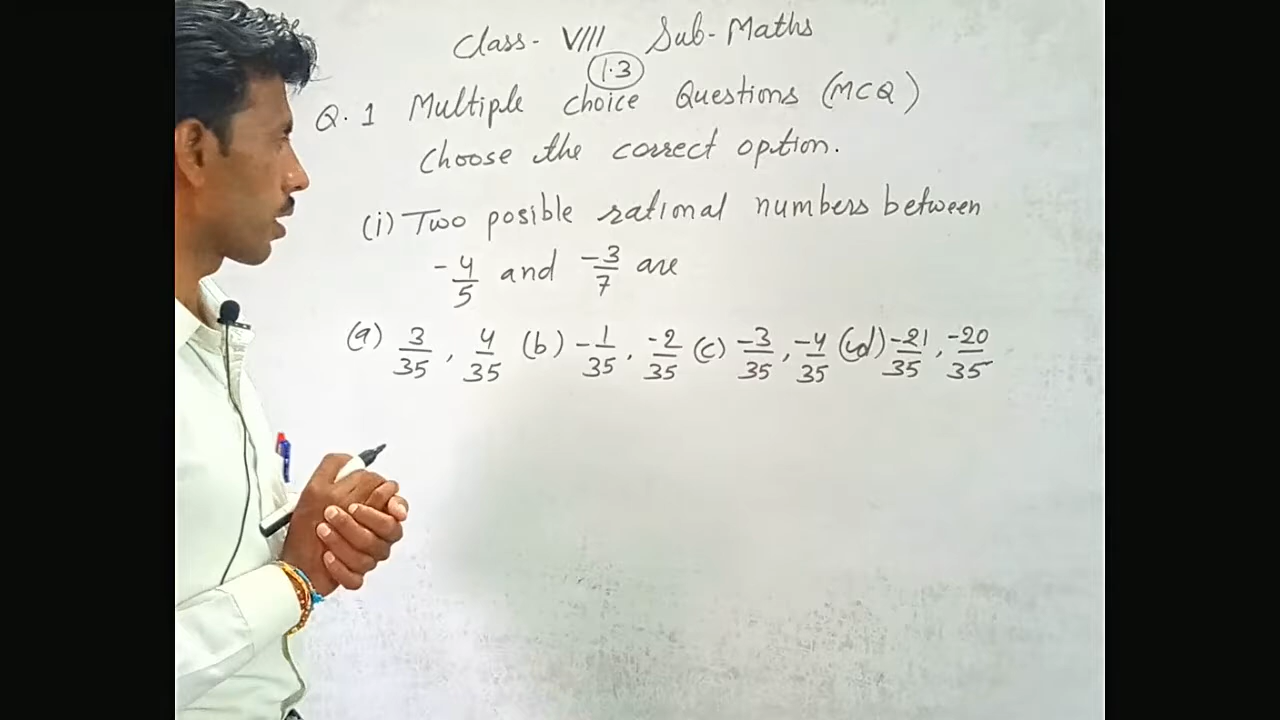 Class- VIII Sub-Maths
1.3
Q.1 Multiple choice Questions (MCQ)
Choose the correct option.
(i) Two posible rational numbers between
-4/5 and -3/7 are
(a) 3/35, 4/35 (b) -1/35, -2/35 (c) -3/35, -4/35 (d) -21/35, -20/35